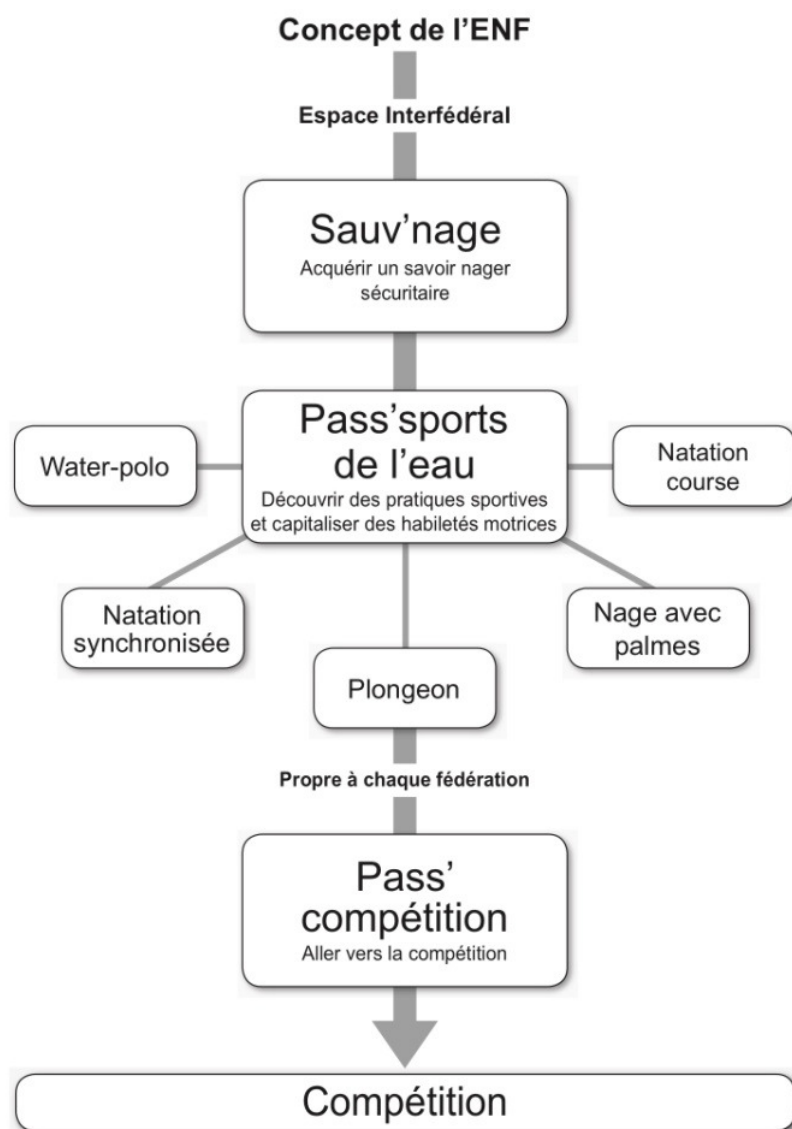 Concept de l’ENF
Espace Interfédéral
Sauv’nage
Acquérir un savoir nager
sécuritaire
Pass’sports
de l’eau
Découvrir des pratiques sportives
et capitaliser des habiletés motrices
Water-polo
Natation
course
Natation
synchronisée
Nage avec
palmes
Plongeon
Propre à chaque fédération
Pass’
compétition
Aller vers la compétition
Compétition